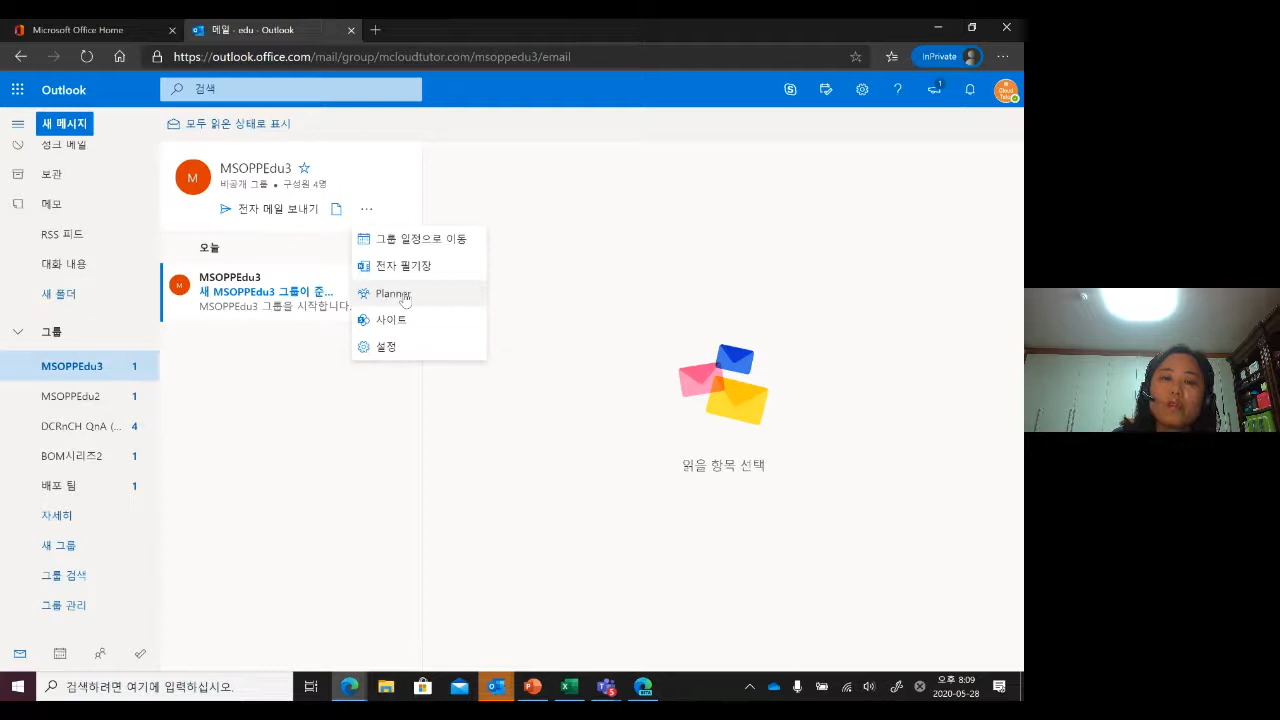 Microsoft Office Home
메일 - edu - Outlook
https://outlook.office.com/mail/group/mcloudtutor.com/msoppedu3/email
InPrivate
Outlook
검색
1
Cloud
새 메시지
모두 읽은 상태로 표시
정크 메일
보관
메모
RSS 피드
대화 내용
새 폴더
그룹
MSOPPEdu3 1
MSOPPEdu2 1
DCRnCH QnA (... 4
BOM시리즈2 1
배포 팀 1
자세히
새 그룹
그룹 검색
그룹 관리
M
MSOPPEdu3
비공개 그룹 • 구성원 4명
전자 메일 보내기
오늘
M
MSOPPEdu3
새 MSOPPEdu3 그룹이 준...
MSOPPEdu3 그룹을 시작합니다.
그룹 일정으로 이동
전자 필기장
Planner
사이트
설정
읽을 항목 선택
검색하려면 여기에 입력하십시오.
5
오후 8:09
2020-05-28